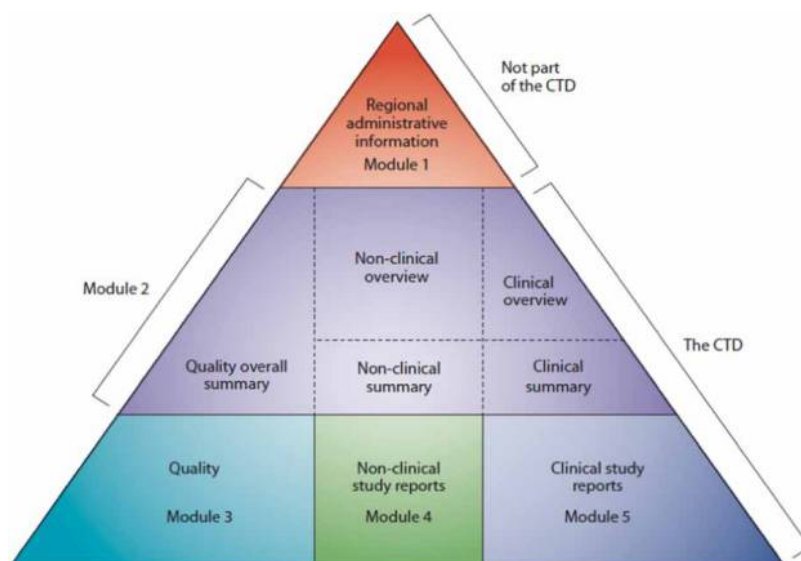 Not part
of the CTD
Regional
administrative
information
Module 1
Module 2
Non-clinical
overview
Clinical
overview
The CTD
Quality overall
summary
Non-clinical
summary
Clinical
summary
Quality
Module 3
Non-clinical
study reports
Module 4
Clinical study
reports
Module 5